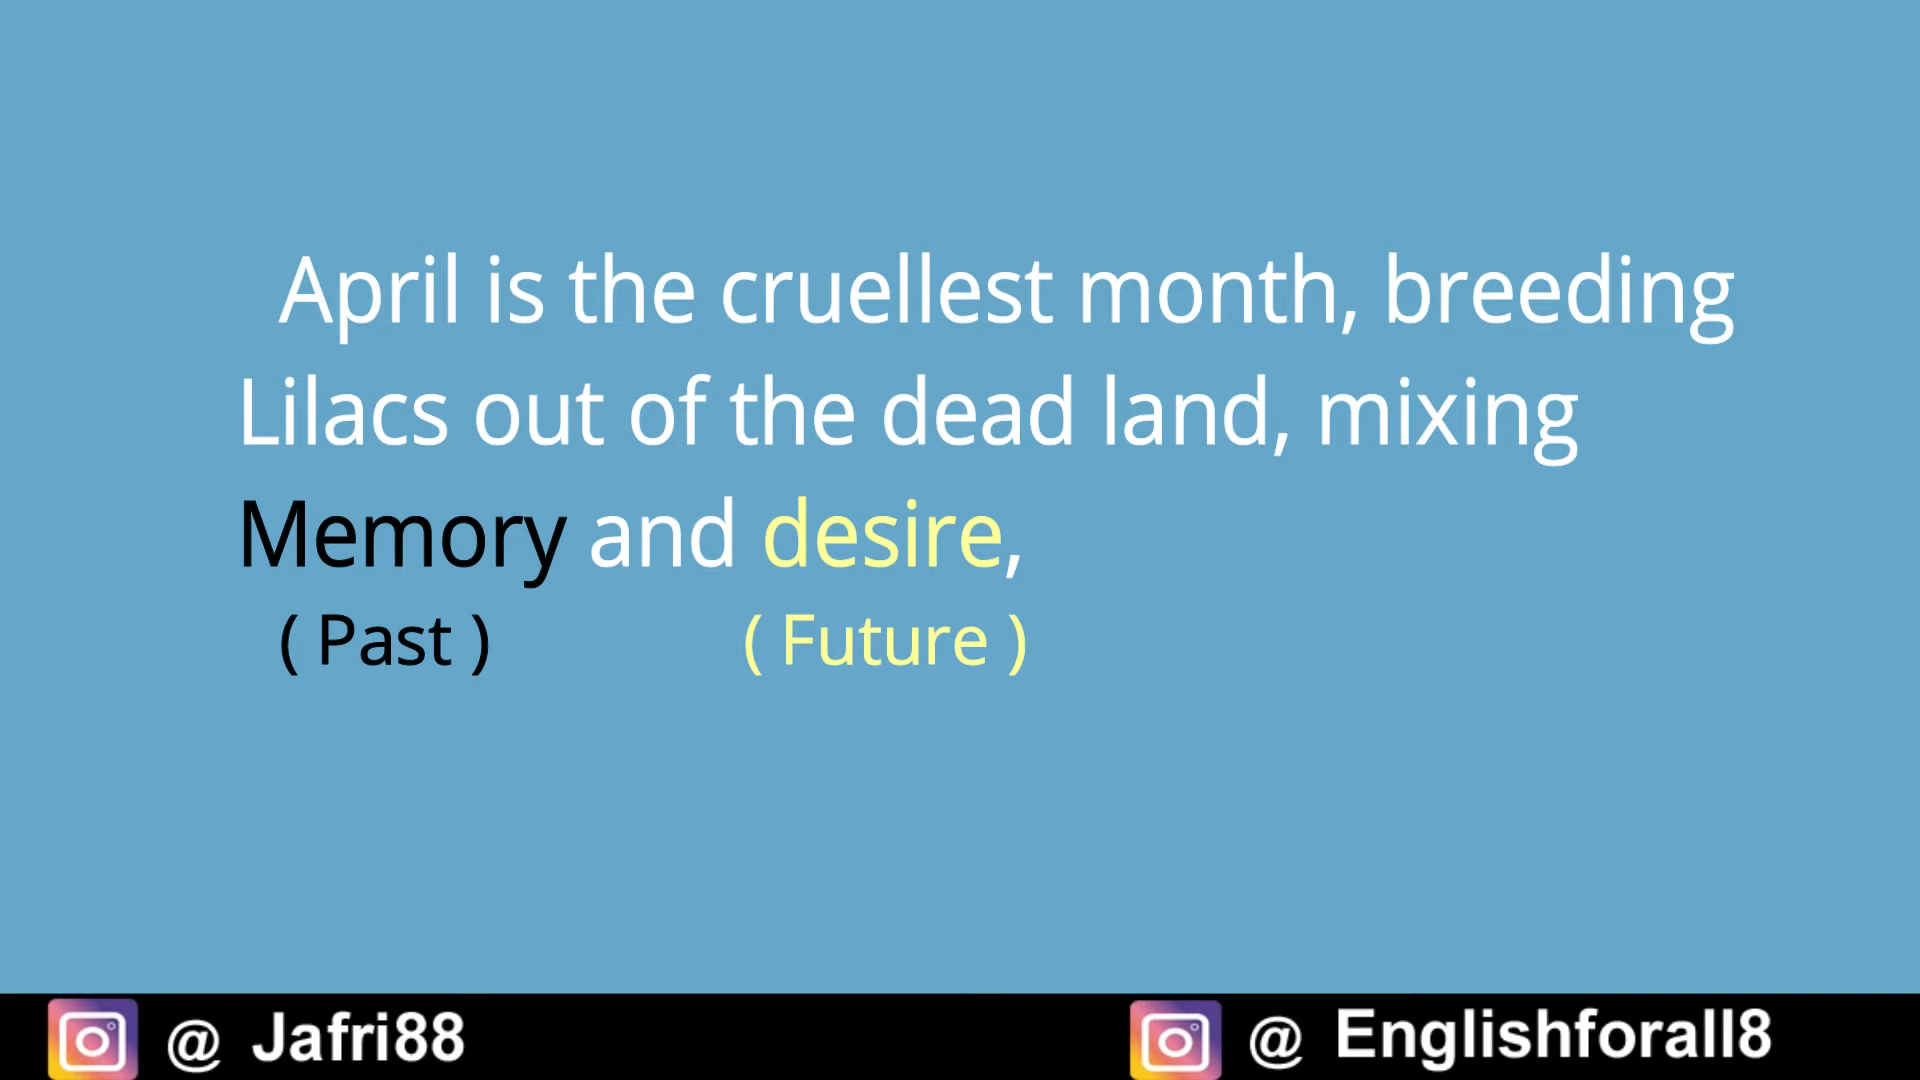 April is the cruellest month, breeding
Lilacs out of the dead land, mixing
Memory and desire,
( Past ) ( Future )
@ Jafri88 @ Englishforall8